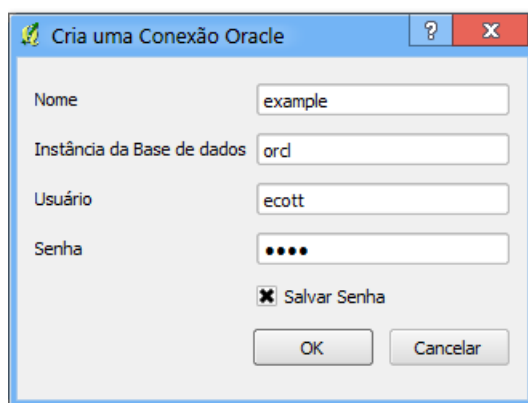 Cria uma Conexão Oracle
?
x
Nome
example
Instância da Base de dados
orcl
Usuário
ecott
Senha
••••
Salvar Senha
OK
Cancelar